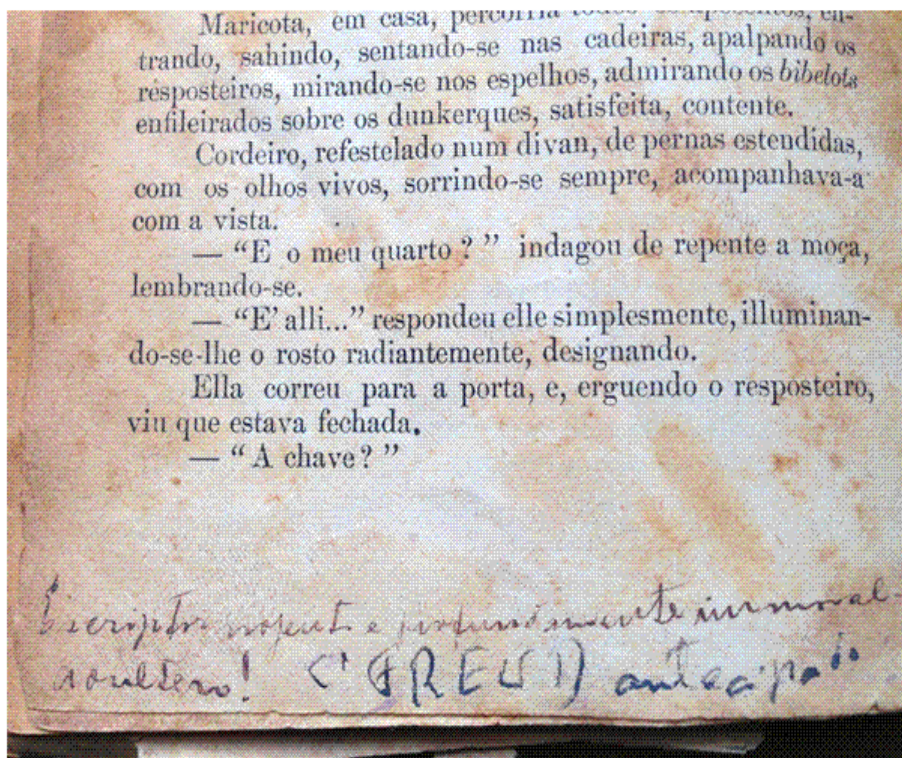 Maricota, em casa, percorria todos os aposentos, en-
trando, sahindo, sentando-se nas cadeiras, apalpando os
resposteiros, mirando-se nos espelhos, admirando os bibelots
enfileirados sobre os dunkerques, satisfeita, contente.
Cordeiro, refestelado num divan, de pernas estendidas,
com os olhos vivos, sorrindo-se sempre, acompanhava-a
com a vista.
— “E o meu quarto ? ” indagou de repente a moça,
lembrando-se.
— “E’ alli...” respondeu elle simplesmente, illuminan-
do-se-lhe o rosto radiantemente, designando.
Ella correu para a porta, e, erguendo o resposteiro,
viu que estava fechada.
— “ A chave ? ”
Escriptor nojento e profundamente immoral-
adultero! C' FREUD antecipado